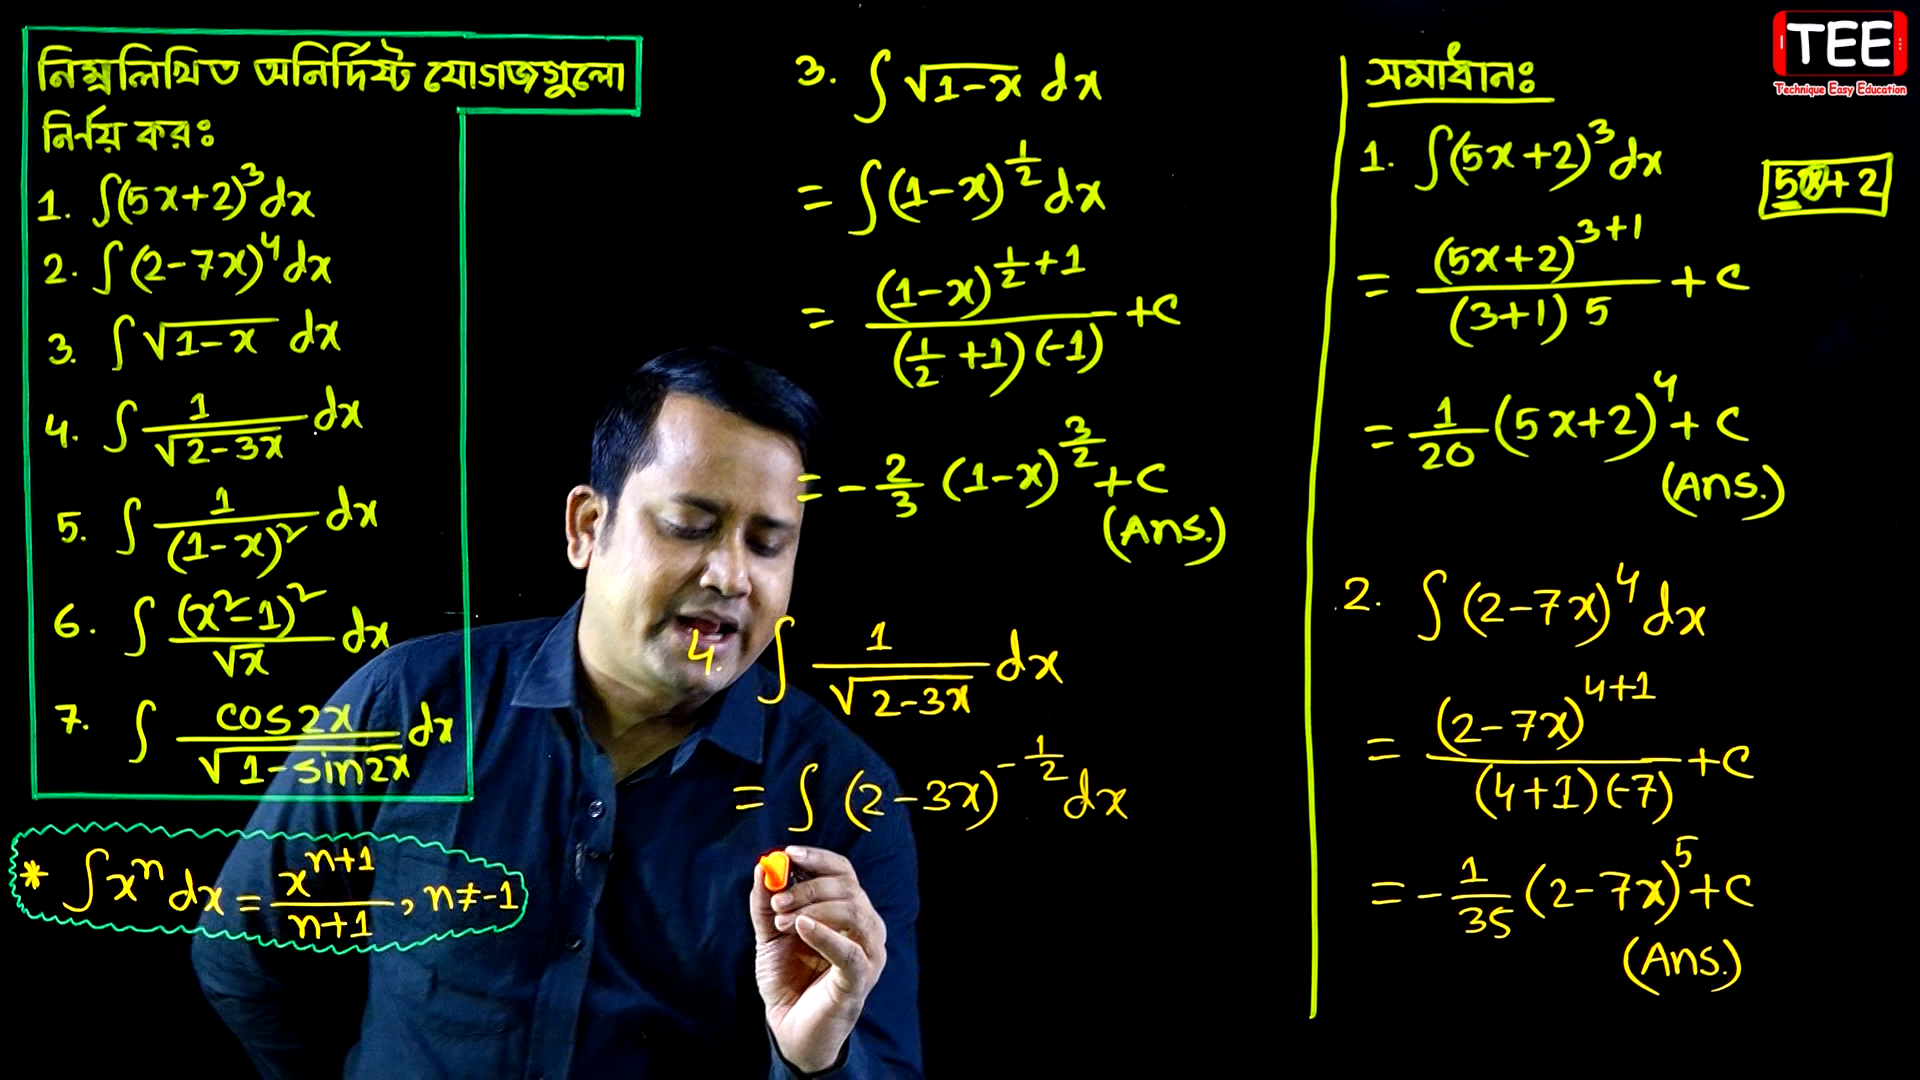 নিম্নলিখিত অনির্দিষ্ট যোগজগুলো
নির্ণয় করঃ
1. ∫(5x+2)³dx
2. ∫(2-7x)⁴dx
3. ∫√(1-x) dx
4. ∫ 1/√(2-3x) dx
5. ∫ 1/(1-x)² dx
6. ∫ (x²-1)²/√x dx
7. ∫ cos2x/√(1-sin2x) dx
* ∫xⁿdx = xⁿ⁺¹/(n+1), n≠-1
3. ∫√(1-x) dx
= ∫(1-x)^(1/2) dx
= (1-x)^(1/2+1)/((1/2+1)(-1)) +c
= -2/3 (1-x)^(3/2) +c
(Ans.)
4. ∫ 1/√(2-3x) dx
= ∫(2-3x)^(-1/2) dx
সমাধানঃ
1. ∫(5x+2)³dx
5x+2
= (5x+2)³⁺¹/((3+1)5) +c
= 1/20 (5x+2)⁴+c
(Ans.)
2. ∫(2-7x)⁴dx
= (2-7x)⁴⁺¹/((4+1)(-7)) +c
= -1/35 (2-7x)⁵+c
(Ans.)
TEE
Technique Easy Education